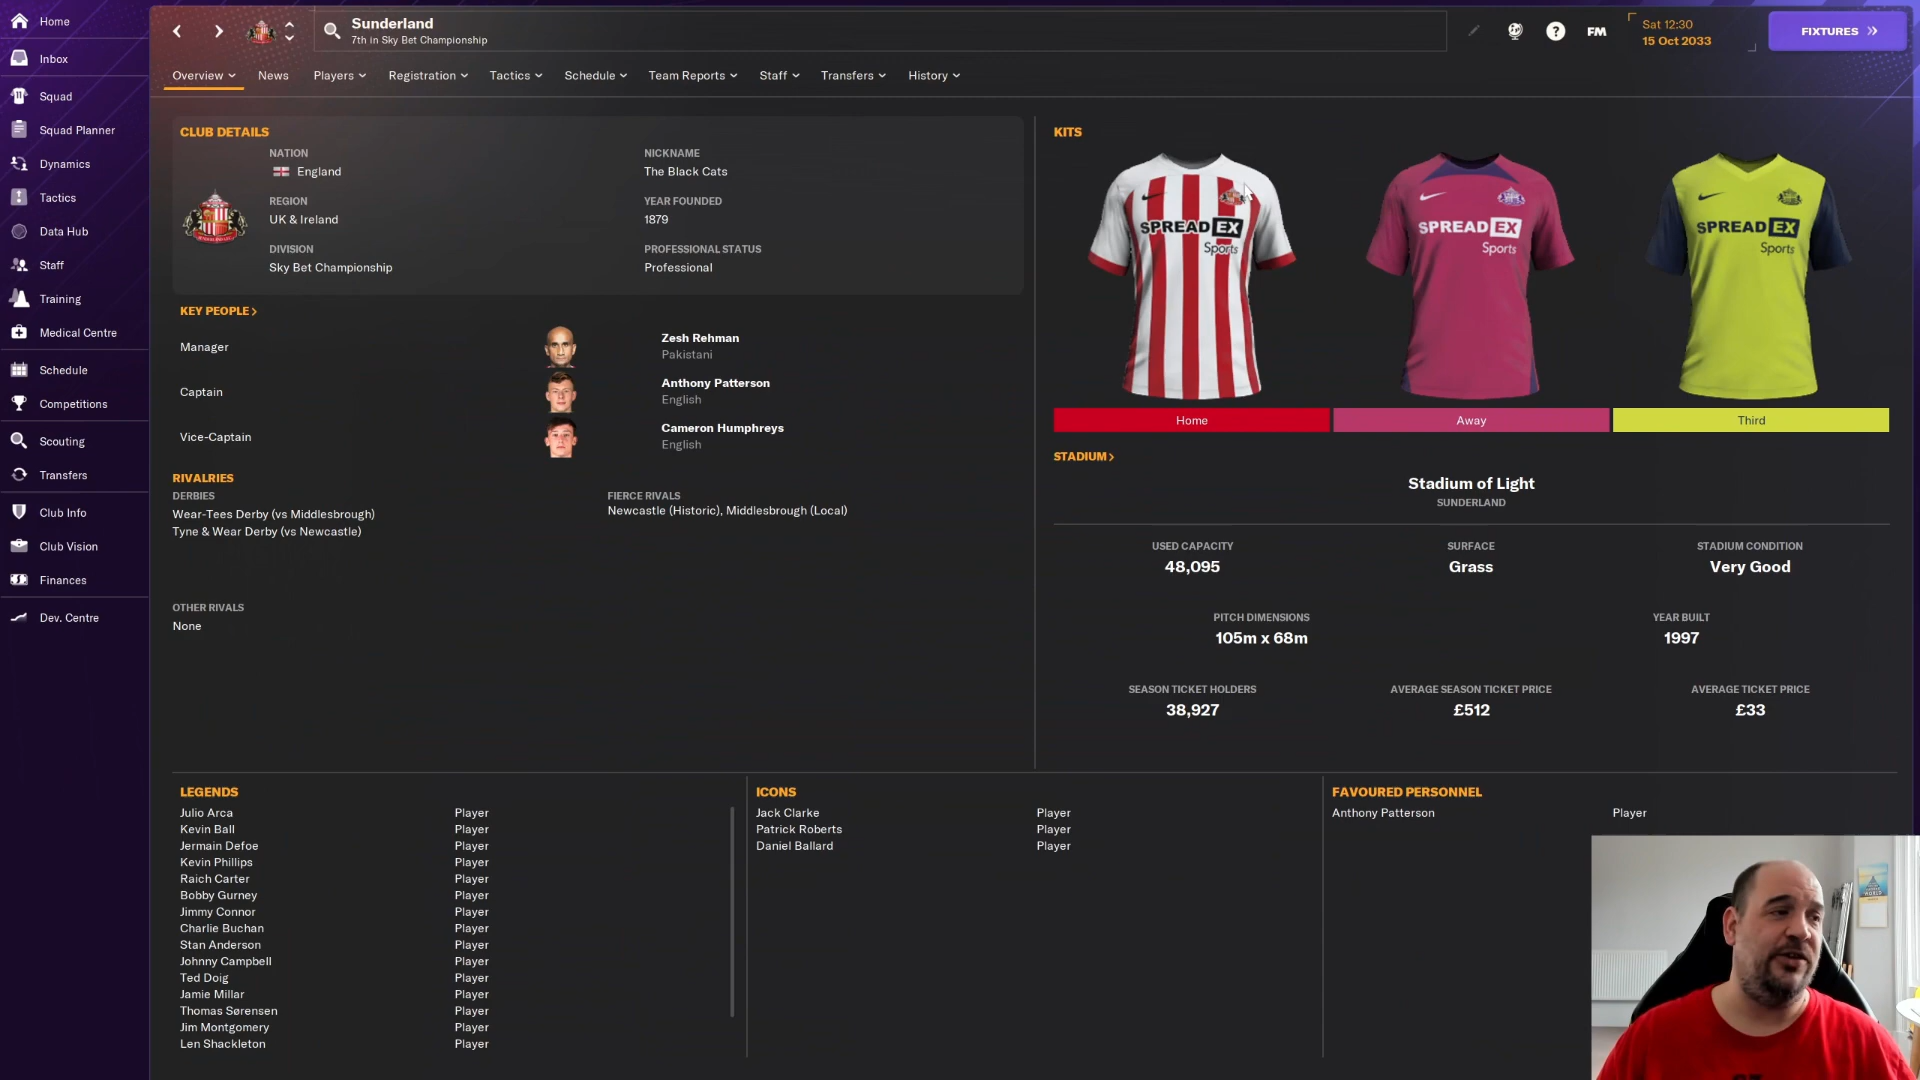 Home
Inbox
Squad
Squad Planner
Dynamics
Tactics
Data Hub
Staff
Training
Medical Centre
Schedule
Competitions
Scouting
Transfers
Club Info
Club Vision
Finances
Dev. Centre
Sunderland
7th in Sky Bet Championship
FM
Sat 12:30
15 Oct 2033
FIXTURES
Overview News Players Registration Tactics Schedule Team Reports Staff Transfers History
CLUB DETAILS
NATION
England
NICKNAME
The Black Cats
REGION
UK & Ireland
YEAR FOUNDED
1879
DIVISION
Sky Bet Championship
PROFESSIONAL STATUS
Professional
KEY PEOPLE >
Manager
Zesh Rehman
Pakistani
Captain
Anthony Patterson
English
Vice-Captain
Cameron Humphreys
English
RIVALRIES
DERBIES
Wear-Tees Derby (vs Middlesbrough)
Tyne & Wear Derby (vs Newcastle)
FIERCE RIVALS
Newcastle (Historic), Middlesbrough (Local)
OTHER RIVALS
None
KITS
SPREADEX
Sports
SPREADEX
Sports
SPREADEX
Sports
Home
Away
Third
STADIUM >
Stadium of Light
SUNDERLAND
USED CAPACITY
48,095
SURFACE
Grass
STADIUM CONDITION
Very Good
PITCH DIMENSIONS
105m x 68m
YEAR BUILT
1997
SEASON TICKET HOLDERS
38,927
AVERAGE SEASON TICKET PRICE
£512
AVERAGE TICKET PRICE
£33
LEGENDS
Julio Arca Player
Kevin Ball Player
Jermain Defoe Player
Kevin Phillips Player
Raich Carter Player
Bobby Gurney Player
Jimmy Connor Player
Charlie Buchan Player
Stan Anderson Player
Johnny Campbell Player
Ted Doig Player
Jamie Millar Player
Thomas Sørensen Player
Jim Montgomery Player
Len Shackleton Player
ICONS
Jack Clarke Player
Patrick Roberts Player
Daniel Ballard Player
FAVOURED PERSONNEL
Anthony Patterson Player